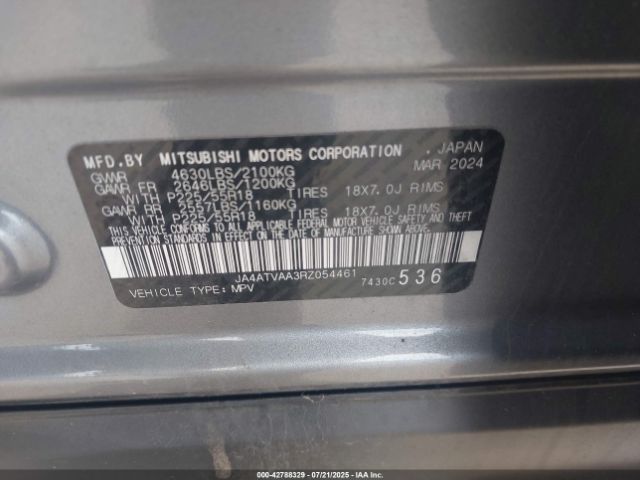 MFD.BY MITSUBISHI MOTORS CORPORATION . JAPAN
GVWR 4630LBS/2100KG MAR 2024
GAWR FR 2646LBS/1200KG
WITH P225/55R18 TIRES 18X7.0J RIMS
GAWR RR /1160KG
WITH P225/55R18 TIRES 18X7.0J RIMS
THIS VEHICLE CONFORMS TO ALL APPLICABLE FEDERAL MOTOR VEHICLE SAFETY AND THEFT
PREVENTION STANDARDS IN EFFECT ON THE DATE OF MANUFACTURE SHOWN ABOVE.
JA4ATVAA3RZ054461 7430C 536
VEHICLE TYPE: MPV
000-42788329 07/21/2025 IAAI.COM